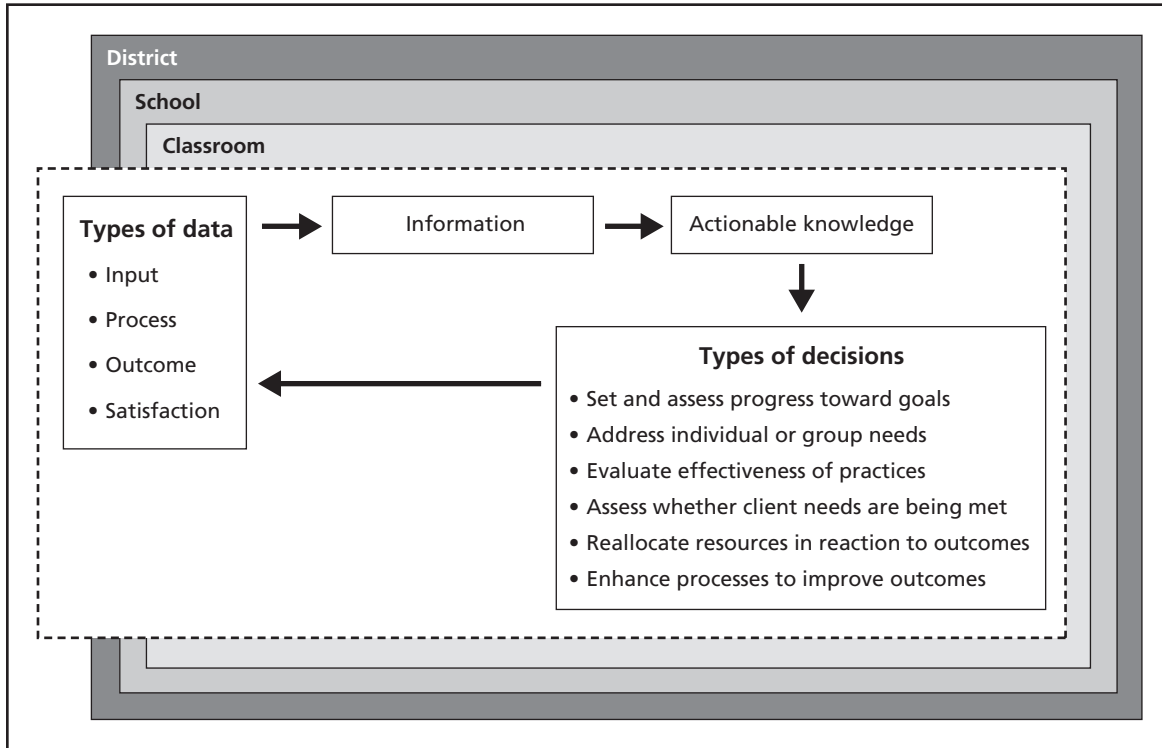 District
School
Classroom
Types of data
• Input
• Process
• Outcome
• Satisfaction
Information
Actionable knowledge
Types of decisions
• Set and assess progress toward goals
• Address individual or group needs
• Evaluate effectiveness of practices
• Assess whether client needs are being met
• Reallocate resources in reaction to outcomes
• Enhance processes to improve outcomes